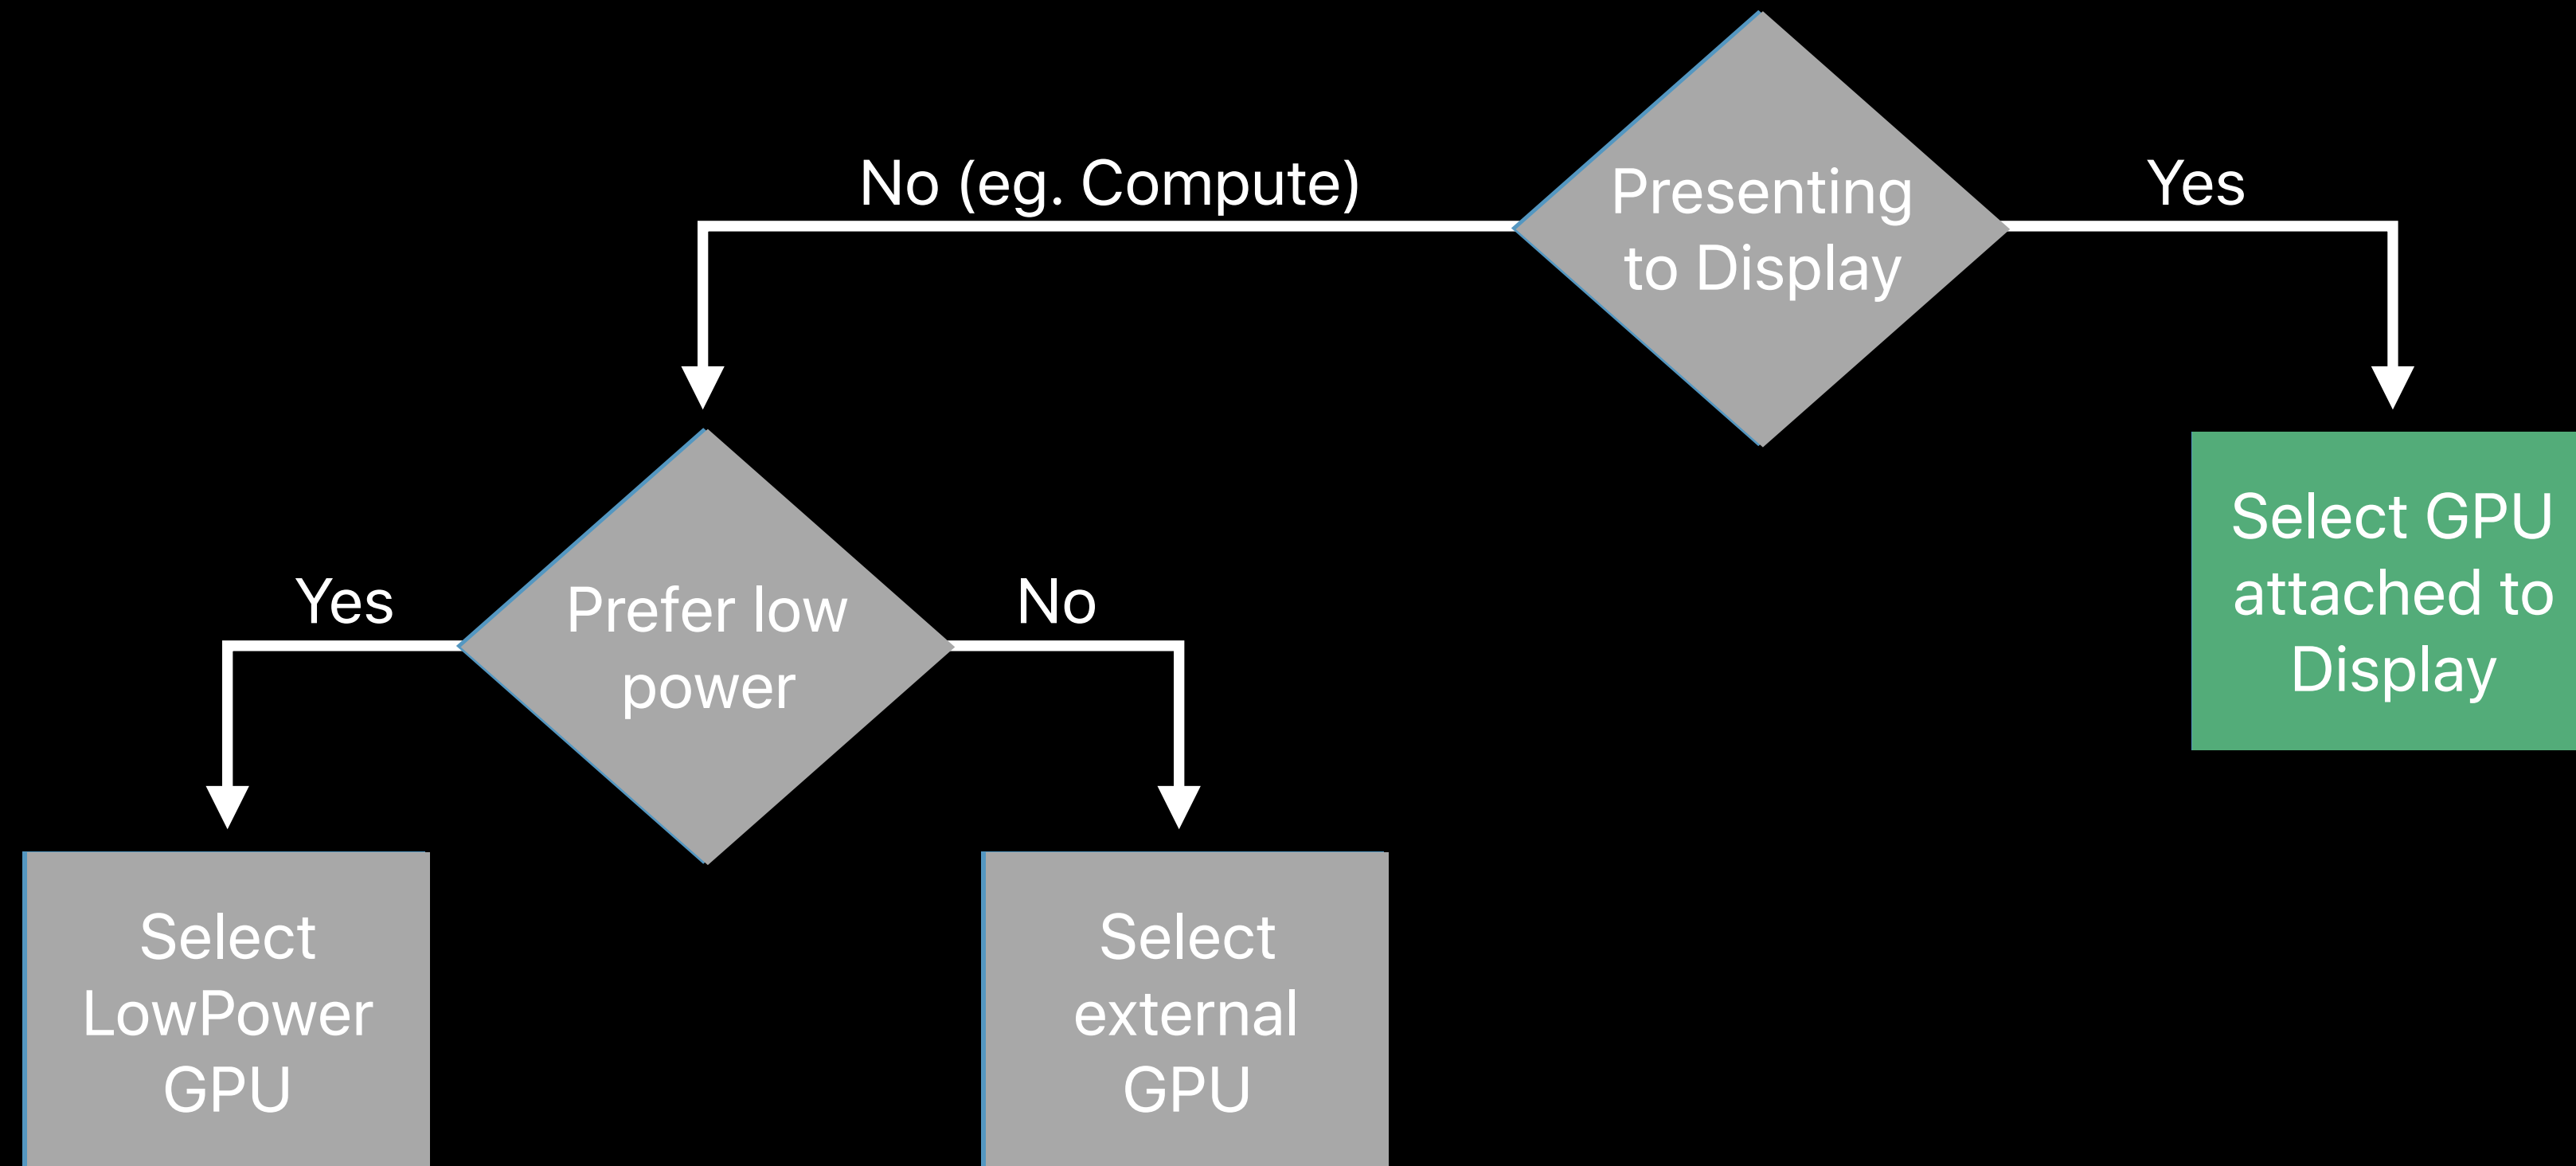 No (eg. Compute)
Presenting
to Display
Yes
Yes
Prefer low
power
No
Select GPU
attached to
Display
Select
LowPower
GPU
Select
external
GPU